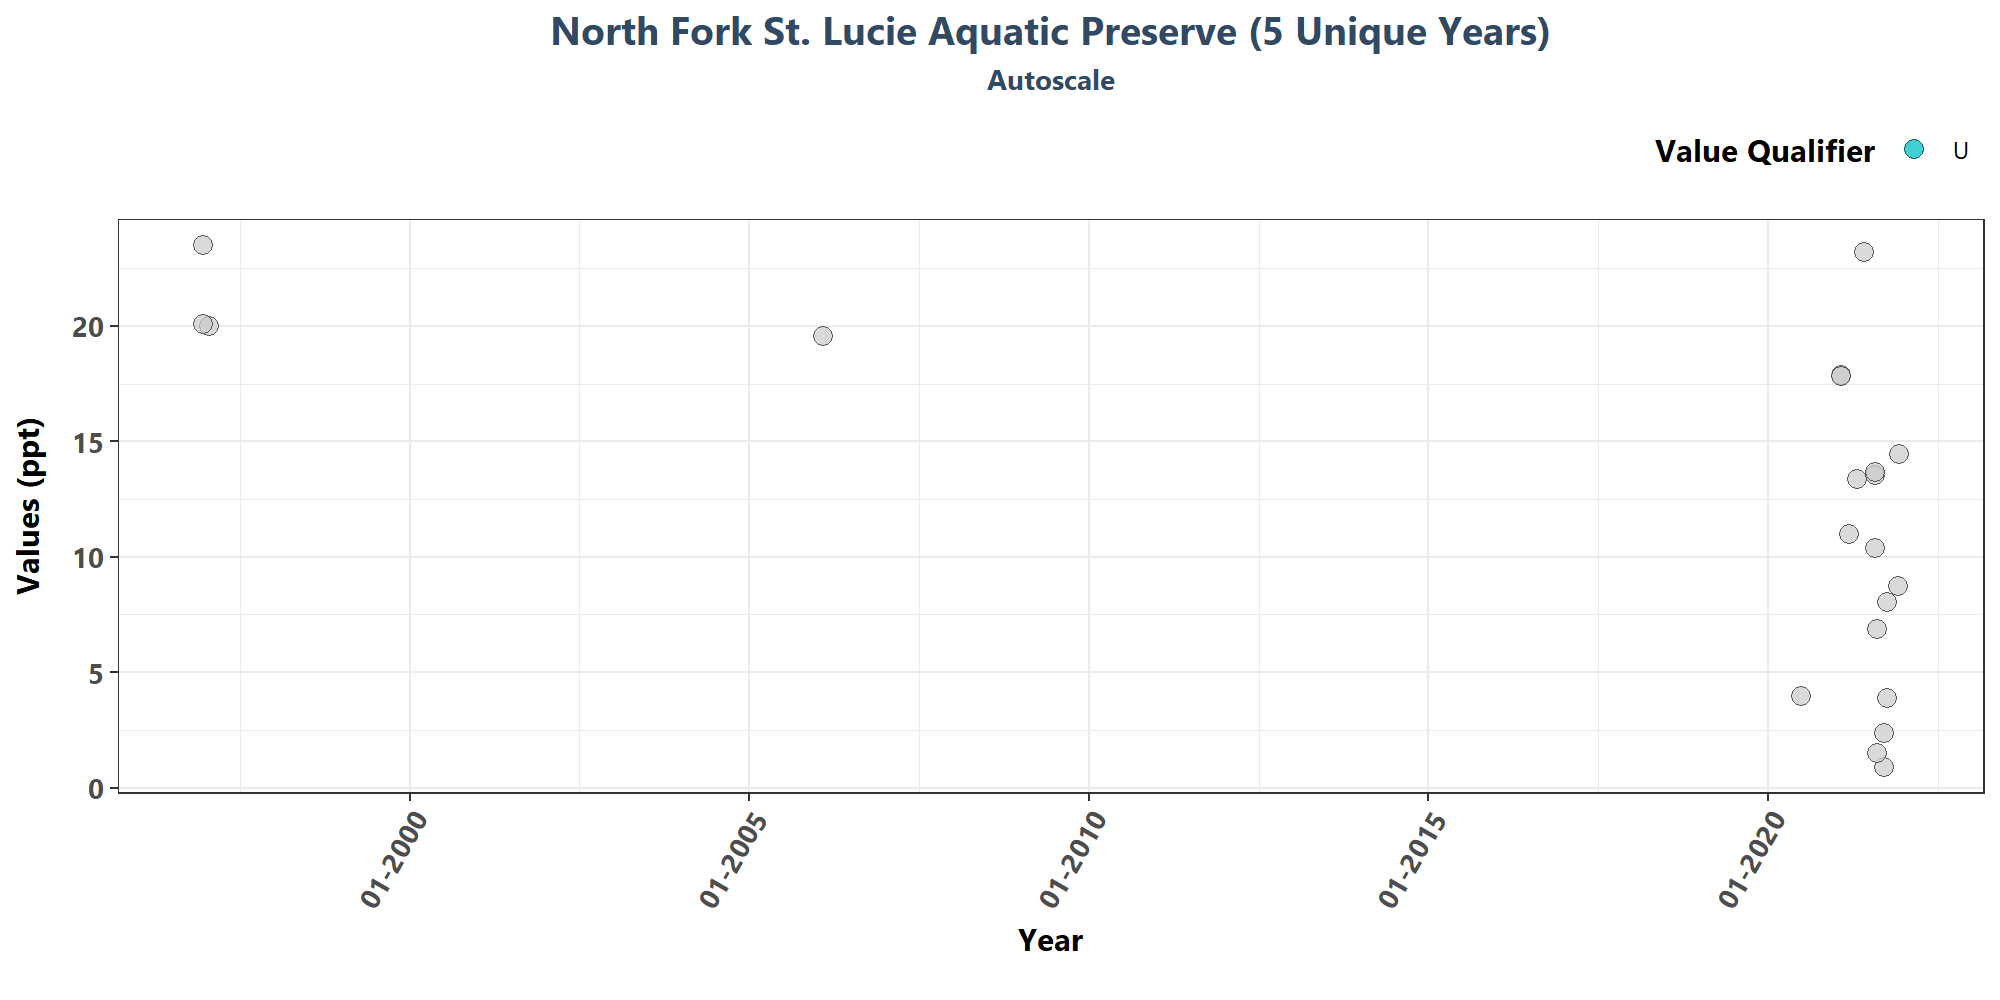 North Fork St. Lucie Aquatic Preserve (5 Unique Years)
Autoscale
Value Qualifier U
Values (ppt)
20
15
10
5
0
01-2000
01-2005
01-2010
01-2015
01-2020
Year